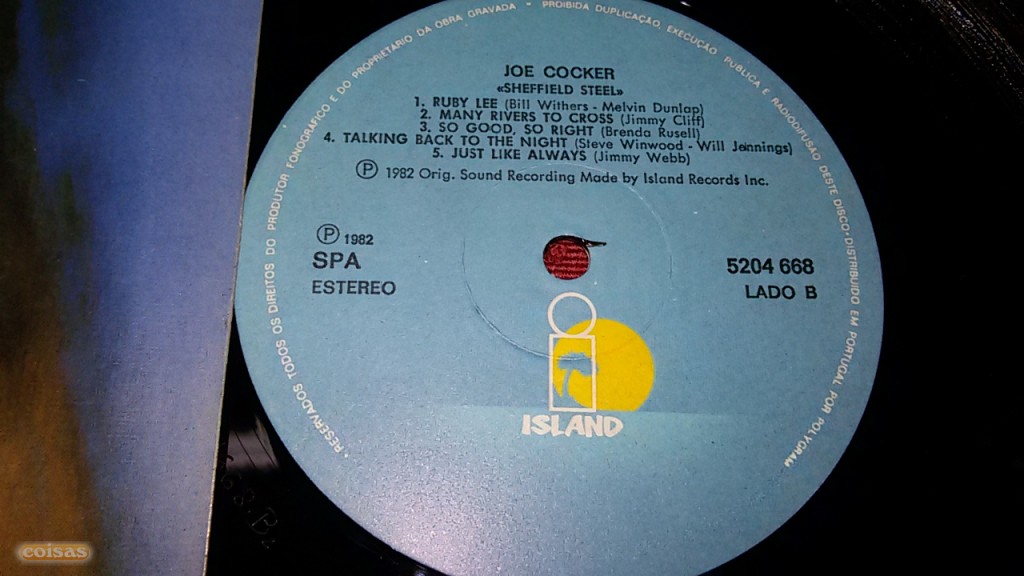 • RESERVADOS TODOS OS DIREITOS DO PRODUTOR FONOGRÁFICO E DO PROPRIETÁRIO DA OBRA GRAVADA • PROIBIDA DUPLICAÇÃO, EXECUÇÃO PÚBLICA E RADIODIFUSÃO DESTE DISCO • DISTRIBUÍDO EM PORTUGAL POR POLYGRAM
JOE COCKER
«SHEFFIELD STEEL»
1. RUBY LEE (Bill Withers - Melvin Dunlap)
2. MANY RIVERS TO CROSS (Jimmy Cliff)
3. SO GOOD, SO RIGHT (Brenda Rusell)
4. TALKING BACK TO THE NIGHT (Steve Winwood - Will Jennings)
5. JUST LIKE ALWAYS (Jimmy Webb)
Ⓟ 1982 Orig. Sound Recording Made by Island Records Inc.
Ⓟ 1982
SPA
ESTEREO
5204 668
LADO B
ISLAND
coisas